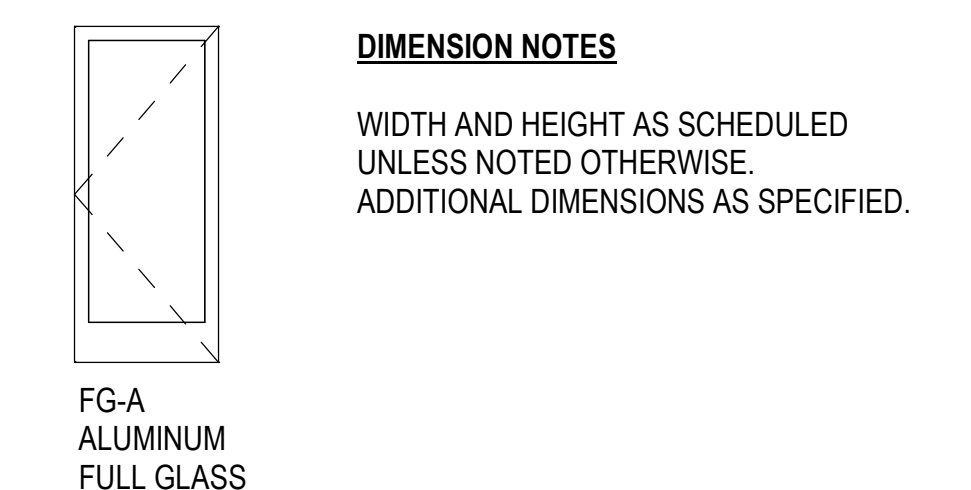 DIMENSION NOTES
WIDTH AND HEIGHT AS SCHEDULED
UNLESS NOTED OTHERWISE.
ADDITIONAL DIMENSIONS AS SPECIFIED.
FG-A
ALUMINUM
FULL GLASS